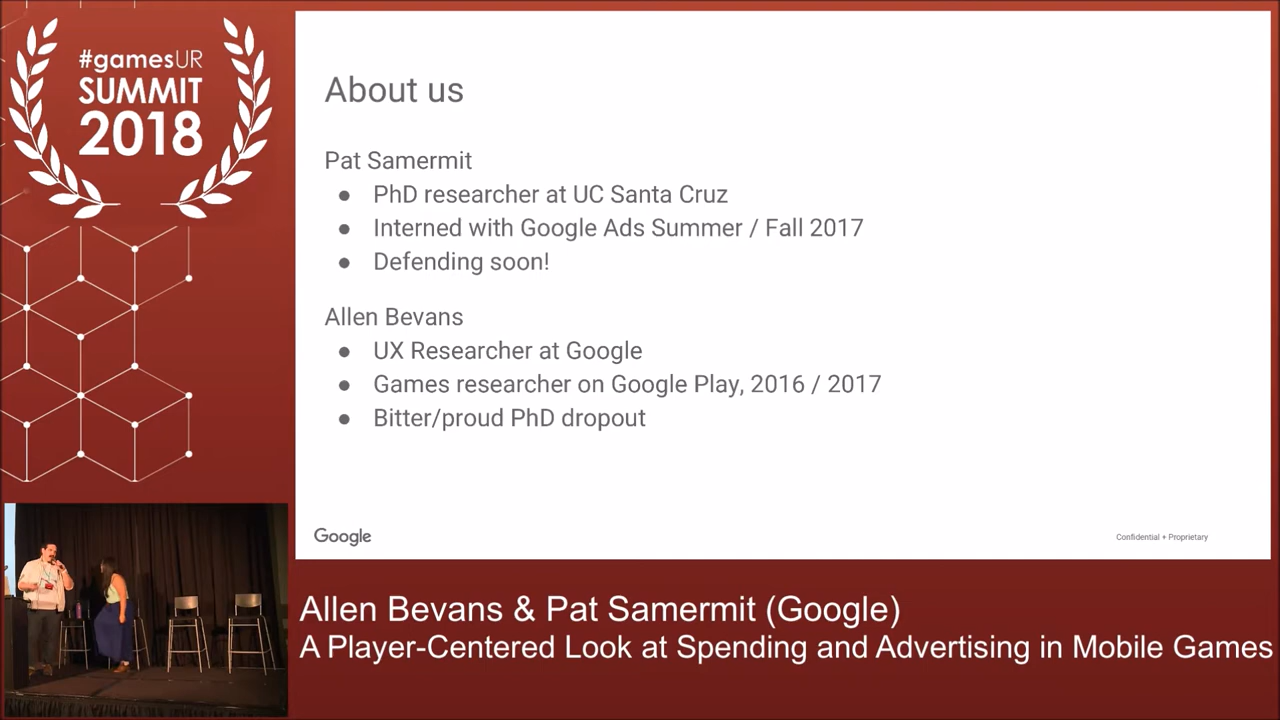 #gamesUR
SUMMIT
2018
About us
Pat Samermit
● PhD researcher at UC Santa Cruz
● Interned with Google Ads Summer / Fall 2017
● Defending soon!
Allen Bevans
● UX Researcher at Google
● Games researcher on Google Play, 2016 / 2017
● Bitter/proud PhD dropout
Google
Confidential + Proprietary
Allen Bevans & Pat Samermit (Google)
A Player-Centered Look at Spending and Advertising in Mobile Games